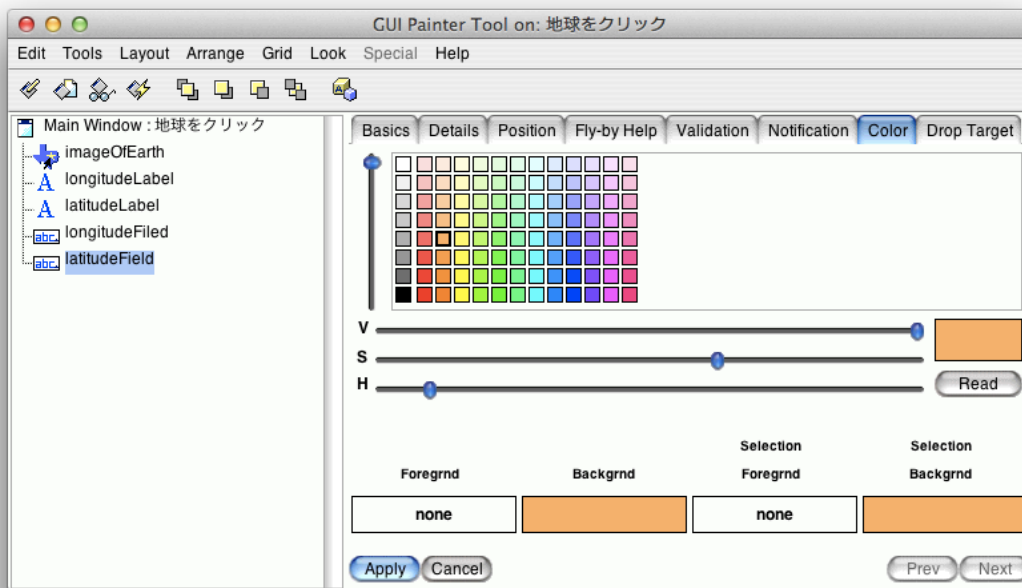 GUI Painter Tool on: 地球をクリック
Edit Tools Layout Arrange Grid Look Special Help
Main Window : 地球をクリック
imageOfEarth
longitudeLabel
latitudeLabel
longitudeFiled
latitudeField
Basics Details Position Fly-by Help Validation Notification Color Drop Target
V
S
H
Read
Selection Selection
Foregrnd Backgrnd Foregrnd Backgrnd
none none
Apply Cancel Prev Next